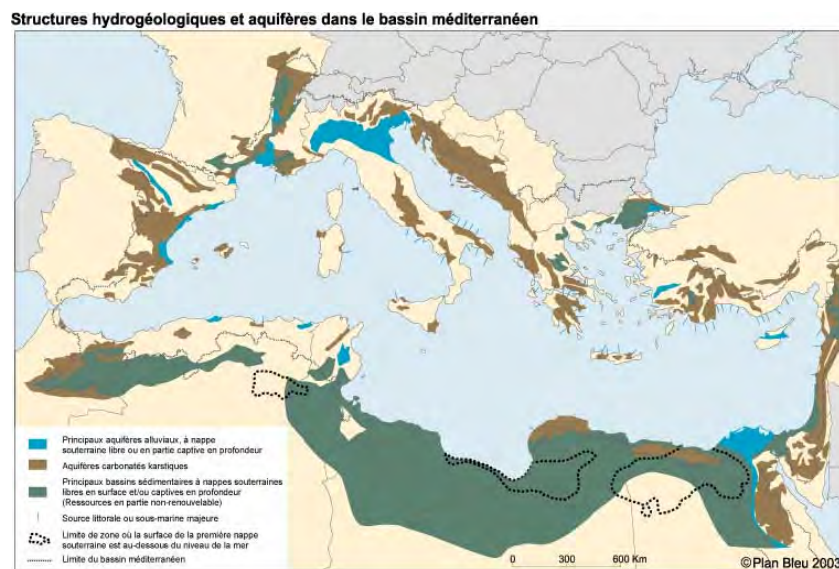 Structures hydrogéologiques et aquifères dans le bassin méditerranéen
Principaux aquifères alluviaux, à nappe
souterraine libre ou en partie captive en profondeur
Aquifères carbonatés karstiques
Principaux bassins sédimentaires à nappes souterraines
libres en surface et/ou captives en profondeur
(Ressources en partie non-renouvelable)
Source littorale ou sous-marine majeure
Limite de zone où la surface de la première nappe
souterraine est au-dessous du niveau de la mer
Limite du bassin méditerranéen
0 300 600 Km
©Plan Bleu 2003